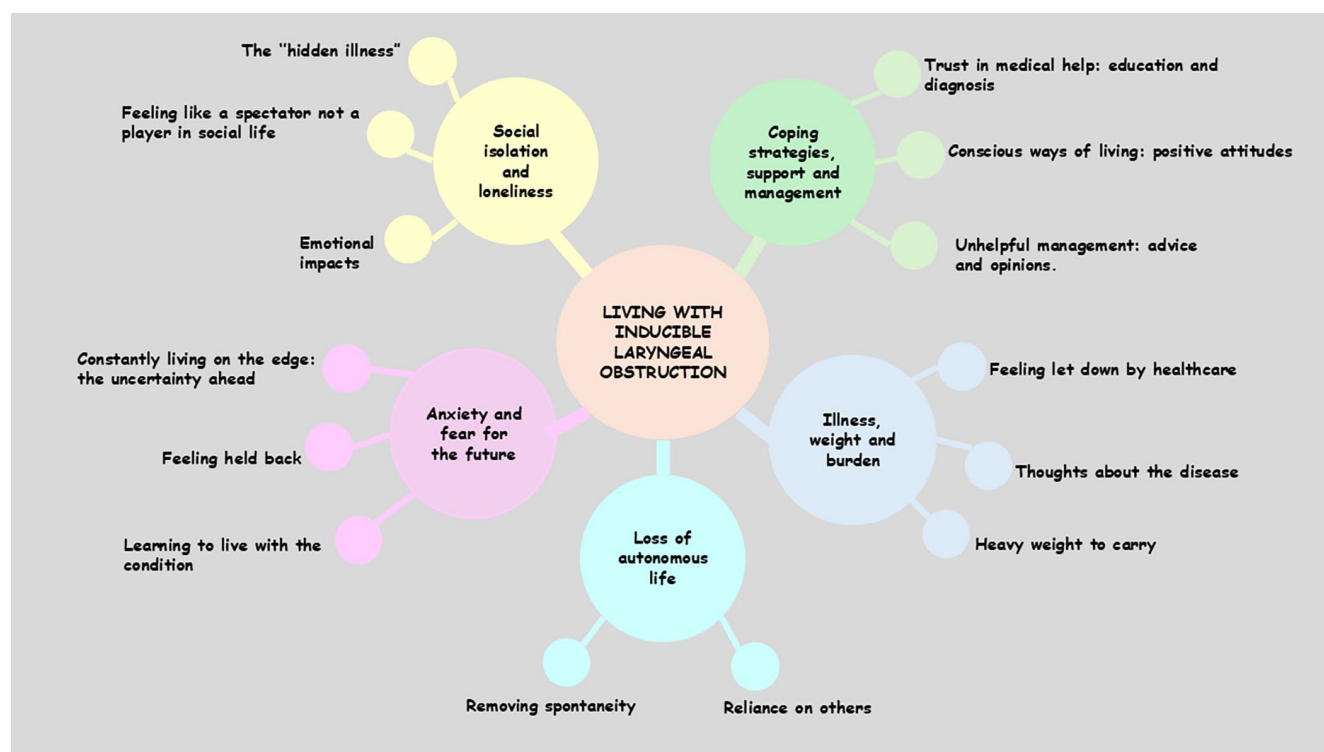 The "hidden illness"
Feeling like a spectator not a
player in social life
Emotional
impacts
Social
isolation
and
loneliness
Coping
strategies,
support and
management
Trust in medical help: education and
diagnosis
Conscious ways of living: positive attitudes
Unhelpful management: advice
and opinions.
LIVING WITH
INDUCIBLE
LARYNGEAL
OBSTRUCTION
Constantly living on the edge:
the uncertainty ahead
Feeling held back
Learning to live with the
condition
Anxiety and
fear for
the future
Illness,
weight and
burden
Feeling let down by healthcare
Thoughts about the disease
Heavy weight to carry
Loss of
autonomous
life
Removing spontaneity
Reliance on others